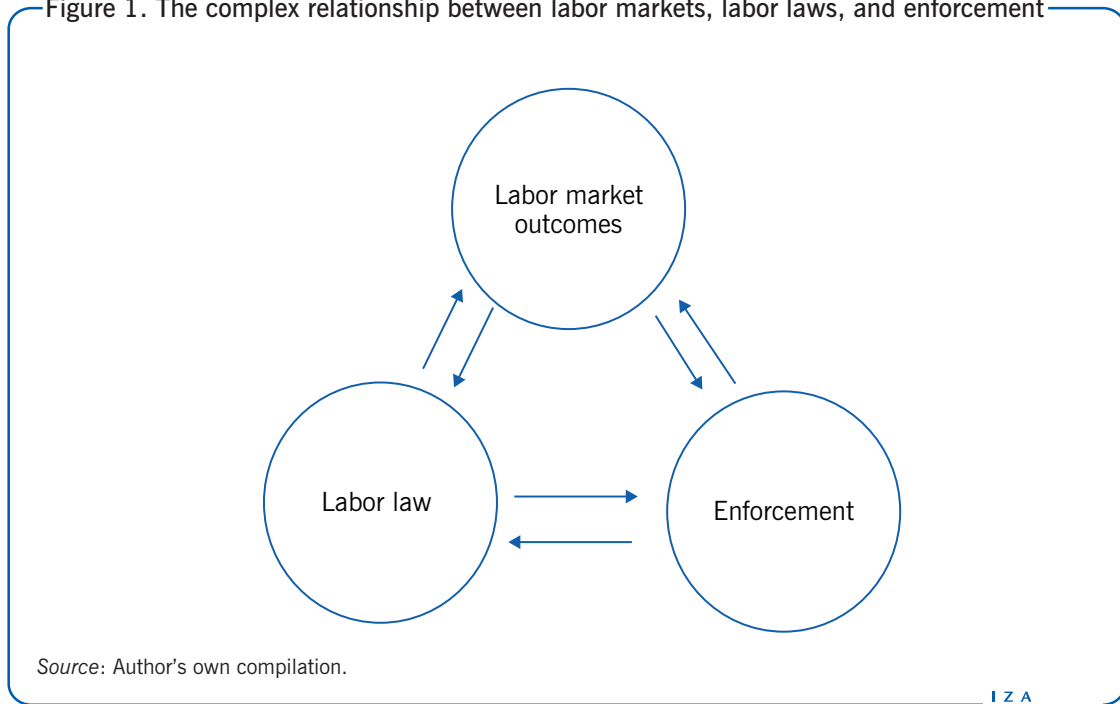 Figure 1. The complex relationship between labor markets, labor laws, and enforcement
Labor market
outcomes
Labor law
Enforcement
Source: Author's own compilation.
I Z A